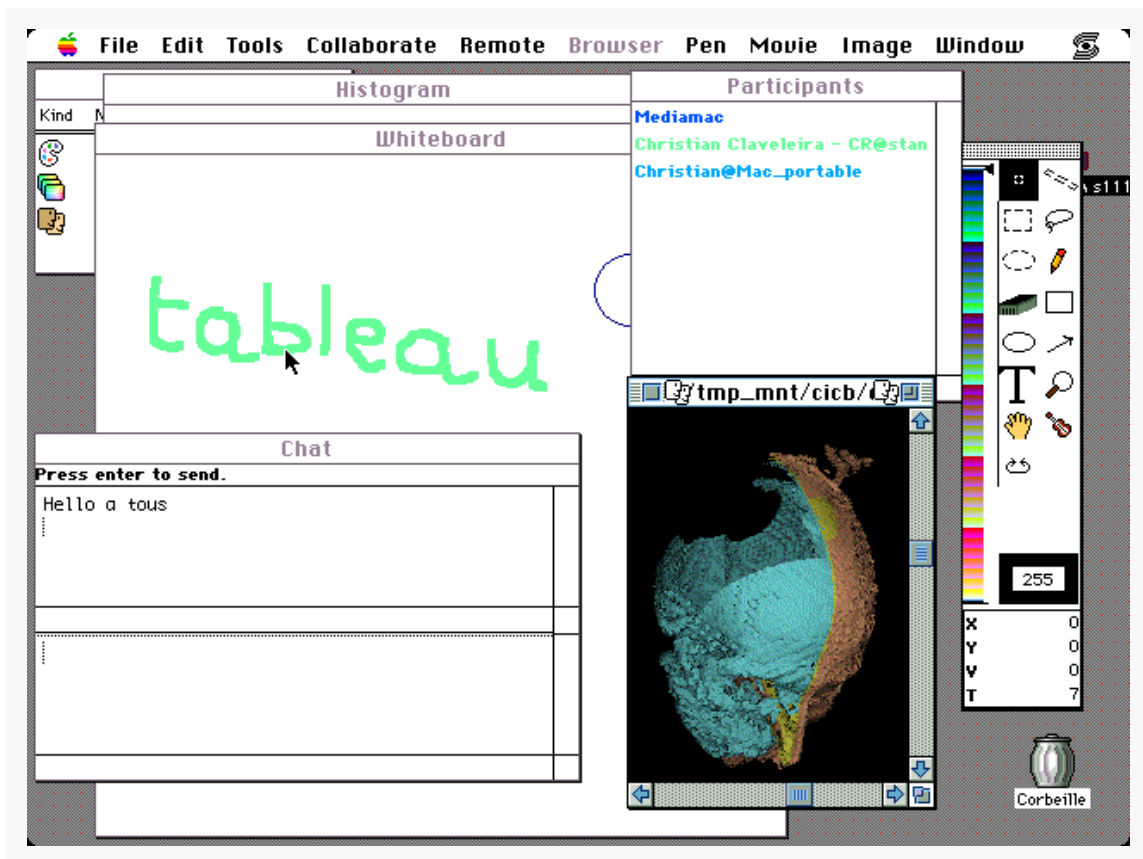 File Edit Tools Collaborate Remote Browser Pen Movie Image Window
Histogram
Participants
Kind
Whiteboard
Mediamac
Christian Claveleira - CR@stan
Christian@Mac_portable
s111
tableau
/tmp_mnt/cicb/
Chat
Press enter to send.
Hello a tous
T
255
X 0
Y 0
V 0
T 7
Corbeille